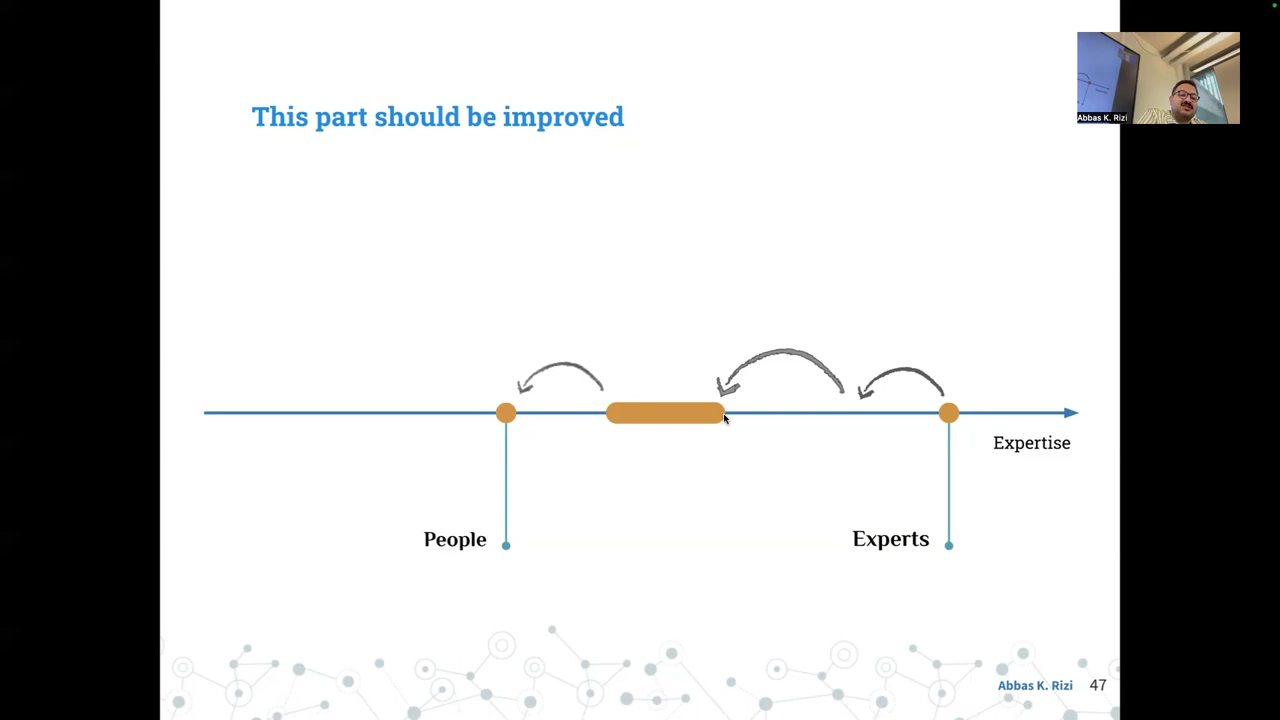 This part should be improved
Abbas K. Rizi
Expertise
People
Experts
Abbas K. Rizi 47